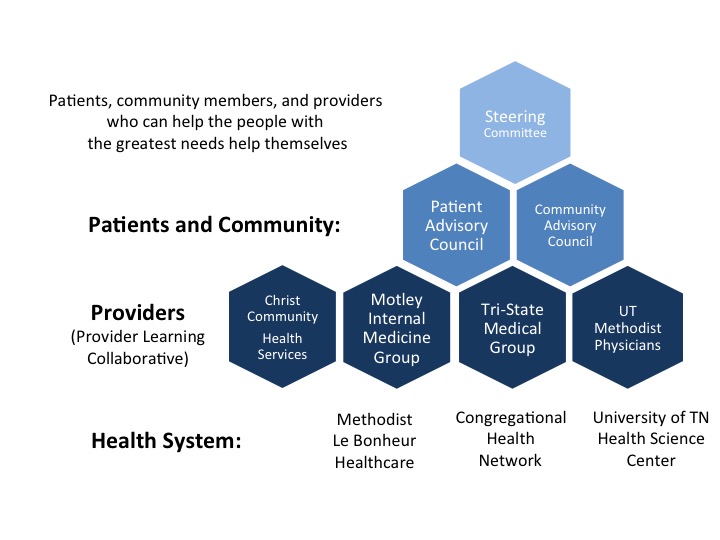 Patients, community members, and providers
who can help the people with
the greatest needs help themselves
Steering
Committee
Patients and Community:
Patient
Advisory
Council
Community
Advisory
Council
Providers
(Provider Learning
Collaborative)
Christ
Community
Health
Services
Motley
Internal
Medicine
Group
Tri-State
Medical
Group
UT
Methodist
Physicians
Health System:
Methodist
Le Bonheur
Healthcare
Congregational
Health
Network
University of TN
Health Science
Center